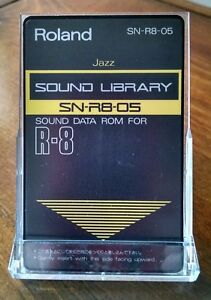 Roland SN-R8-05
Jazz
SOUND LIBRARY
SN-R8-05
SOUND DATA ROM FOR
R-8
Gently insert with this side facing upward.